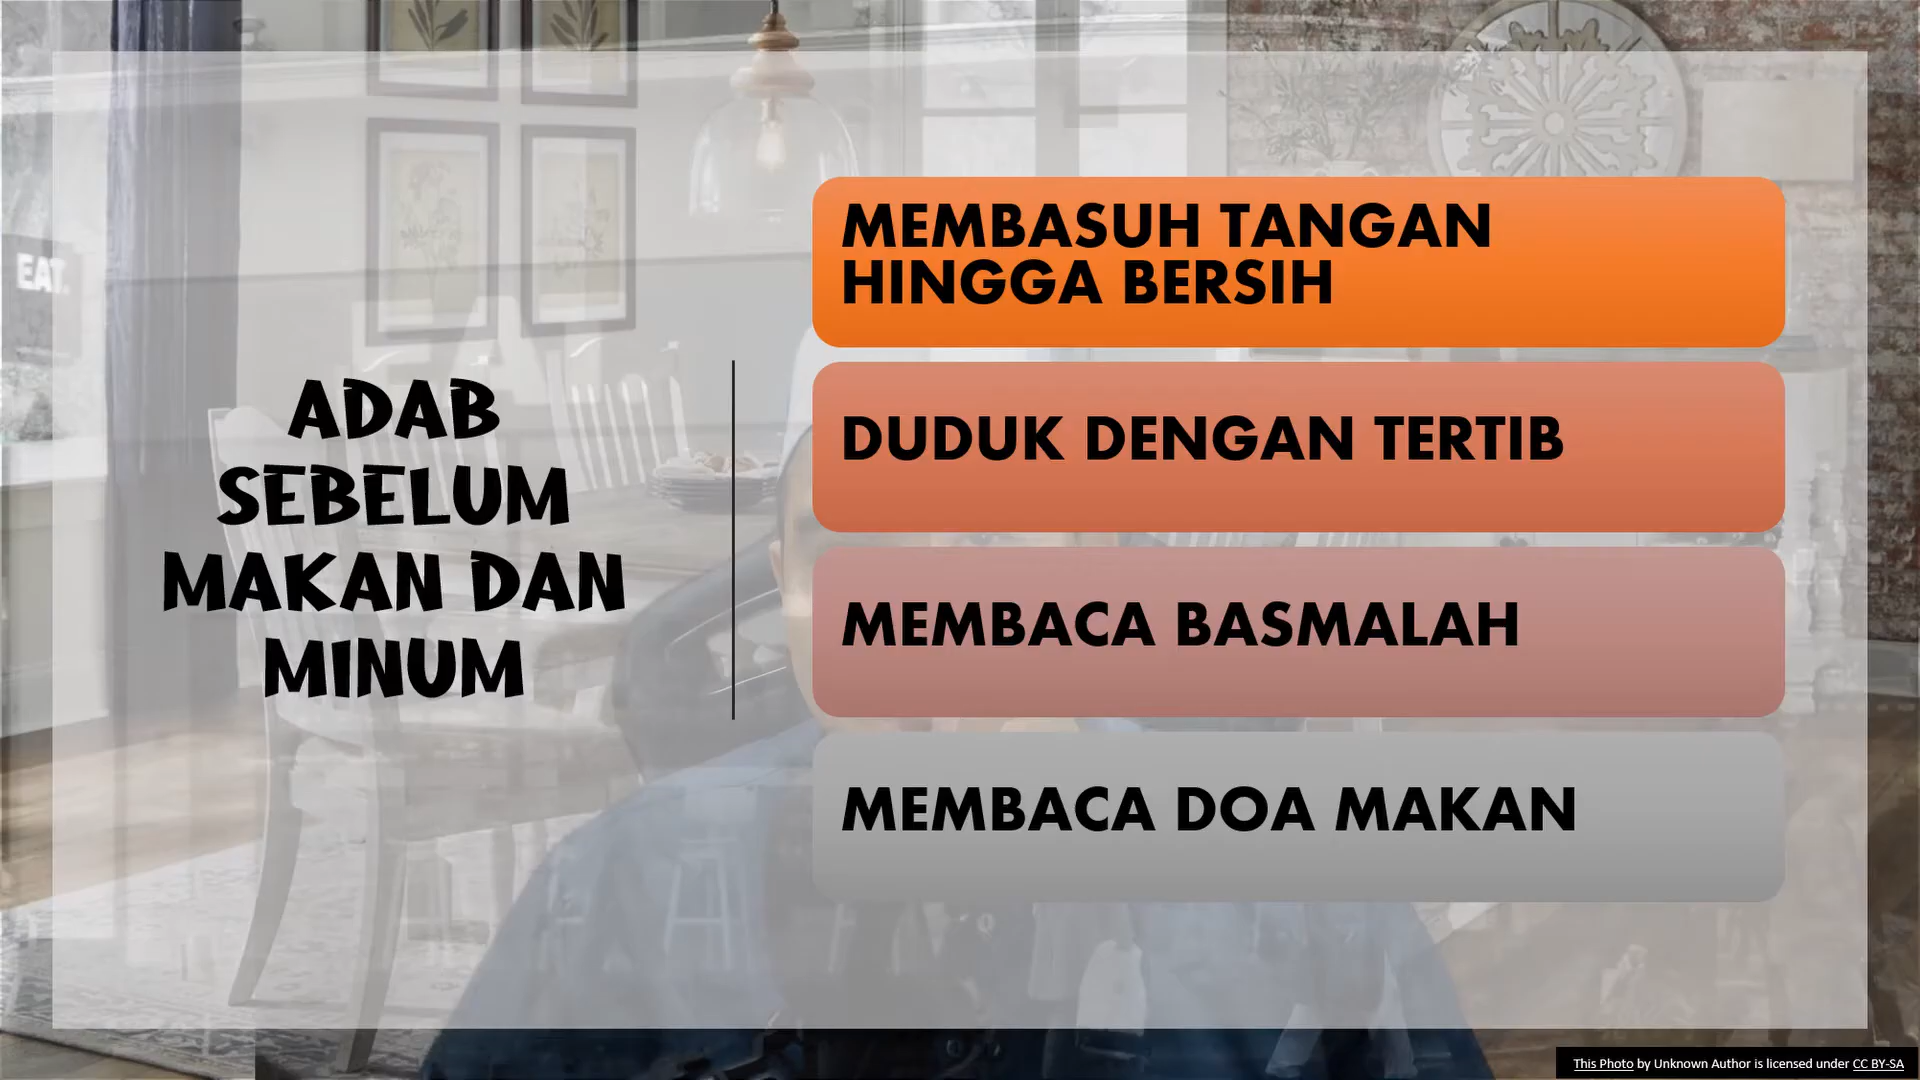 EAT.
ADAB
SEBELUM
MAKAN DAN
MINUM
MEMBASUH TANGAN
HINGGA BERSIH
DUDUK DENGAN TERTIB
MEMBACA BASMALAH
MEMBACA DOA MAKAN
This Photo by Unknown Author is licensed under CC BY-SA